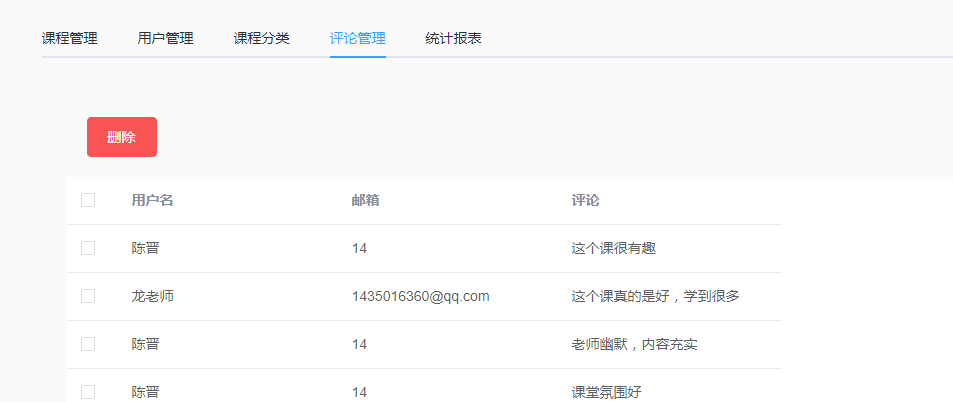 课程管理 用户管理 课程分类 评论管理 统计报表
删除
用户名 邮箱 评论
陈晋 14 这个课很有趣
龙老师 1435016360@qq.com 这个课真的是好，学到很多
陈晋 14 老师幽默，内容充实
陈晋 14 课堂氛围好